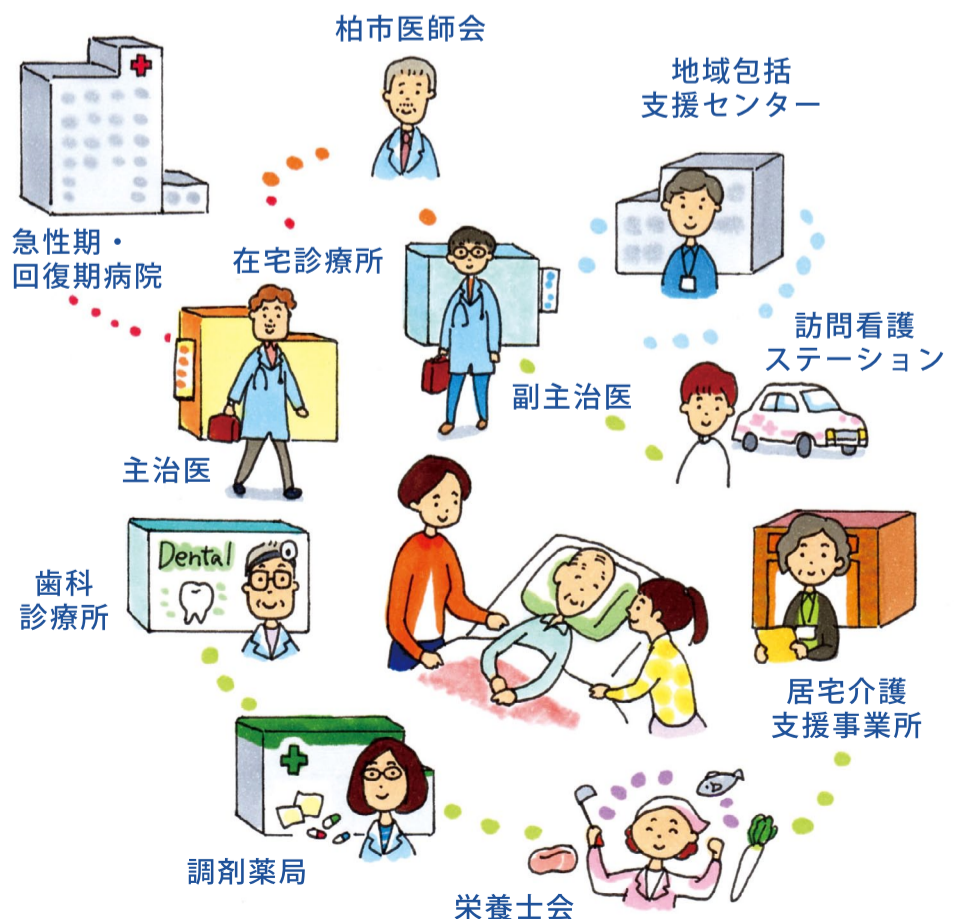 柏市医師会
地域包括
支援センター
急性期・
回復期病院
在宅診療所
訪問看護
ステーション
副主治医
主治医
Dental
歯科
診療所
居宅介護
支援事業所
調剤薬局
栄養士会